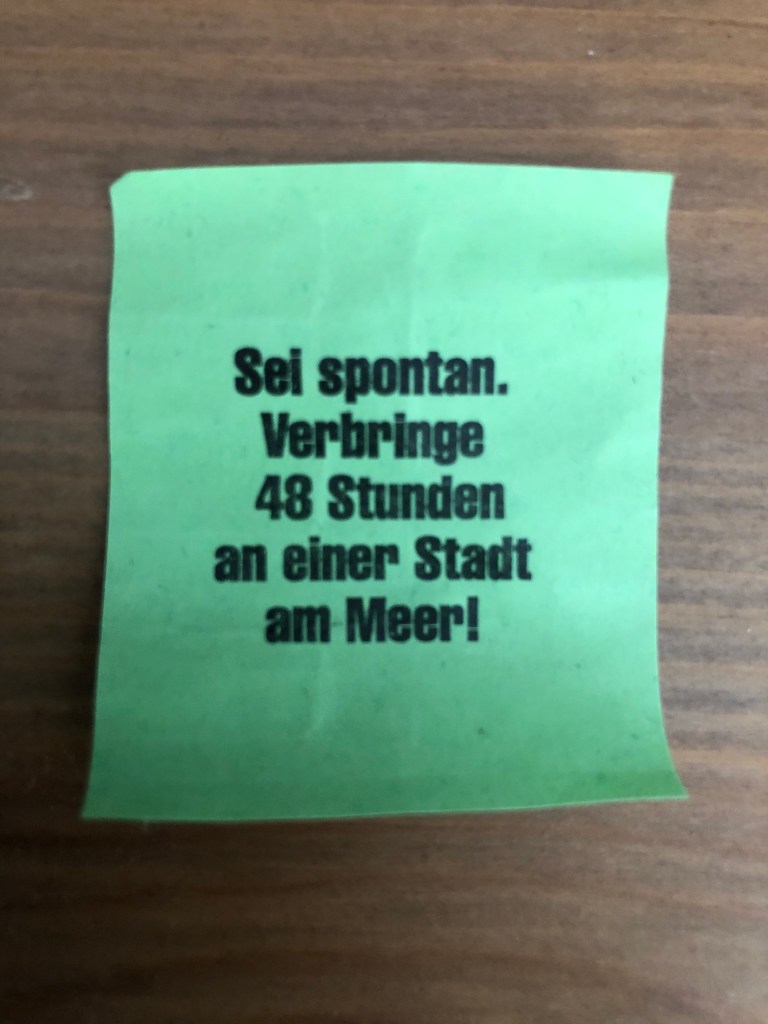 Sei spontan.
Verbringe
48 Stunden
an einer Stadt
am Meer!